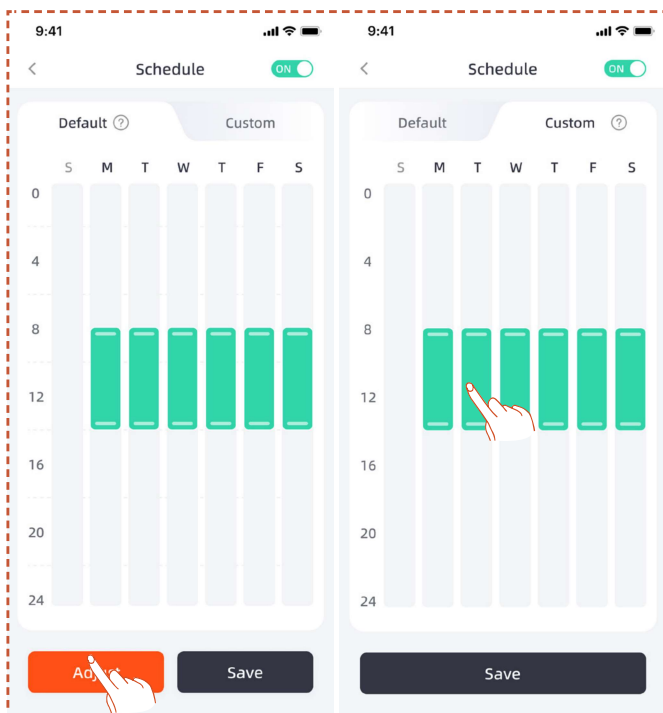 9:41
Schedule
ON
Default ?
Custom
S M T W T F S
0
4
8
12
16
20
24
Save
9:41
Schedule
ON
Default
Custom ?
S M T W T F S
0
4
8
12
16
20
24
Save